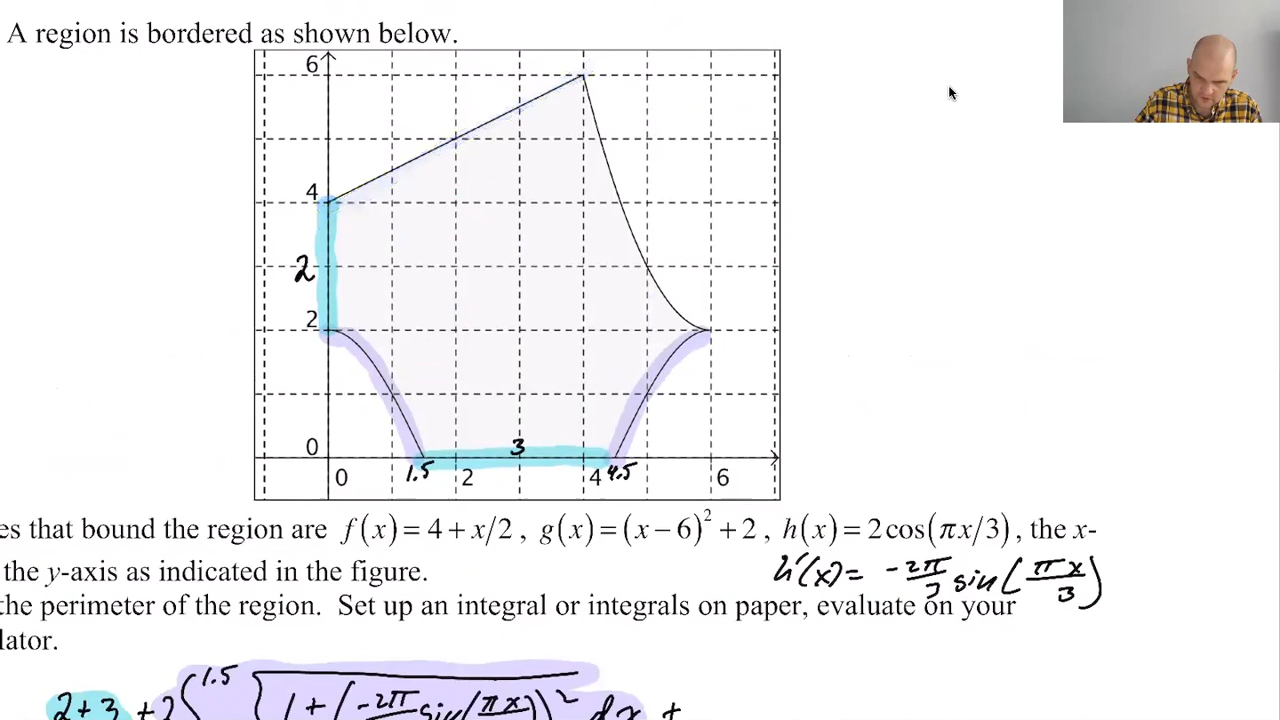 A region is bordered as shown below.
6
4
2
2
0
3
0
1.5
2
4
4.5
6
es that bound the region are f(x) = 4 + x/2 , g(x) = (x − 6)² + 2 , h(x) = 2cos(πx/3) , the x-
the y-axis as indicated in the figure.
h'(x) = -2π/3 sin(πx/3)
the perimeter of the region. Set up an integral or integrals on paper, evaluate on your
lator.
2+3 + 2∫ 1.5 √1+(-2π sin(πx))² dx +